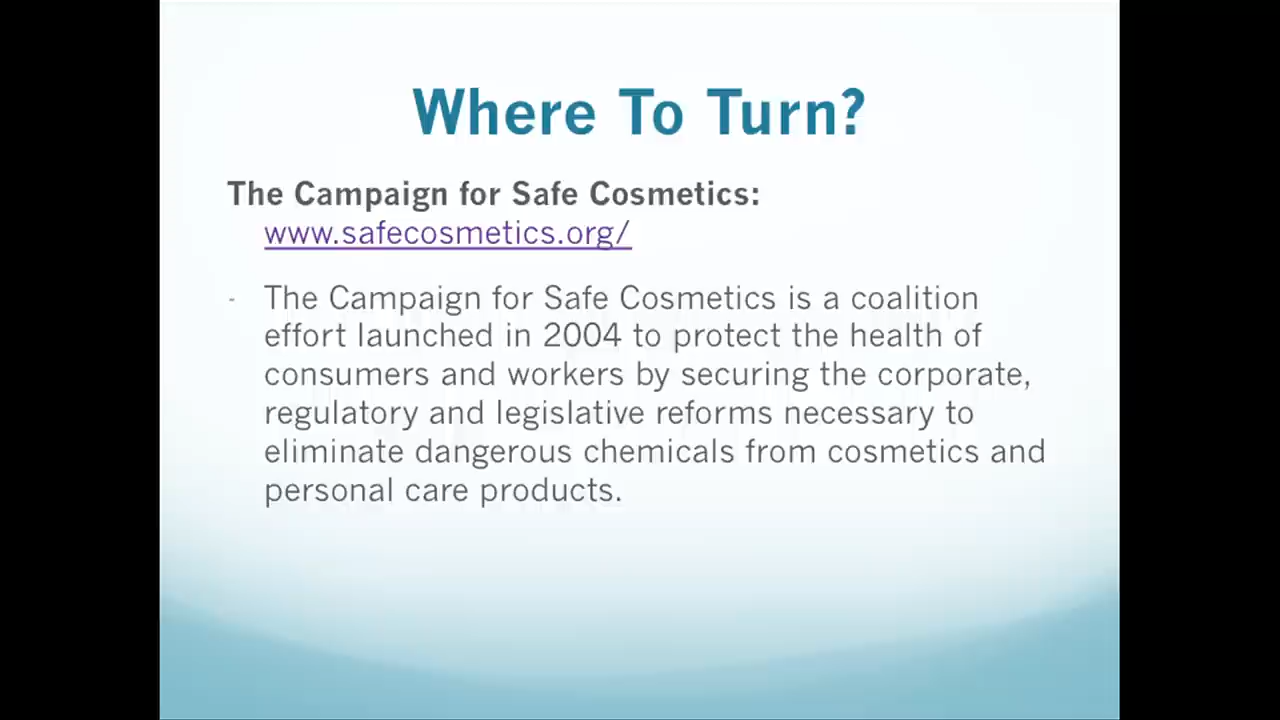 Where To Turn?
The Campaign for Safe Cosmetics:
www.safecosmetics.org/
- The Campaign for Safe Cosmetics is a coalition
effort launched in 2004 to protect the health of
consumers and workers by securing the corporate,
regulatory and legislative reforms necessary to
eliminate dangerous chemicals from cosmetics and
personal care products.